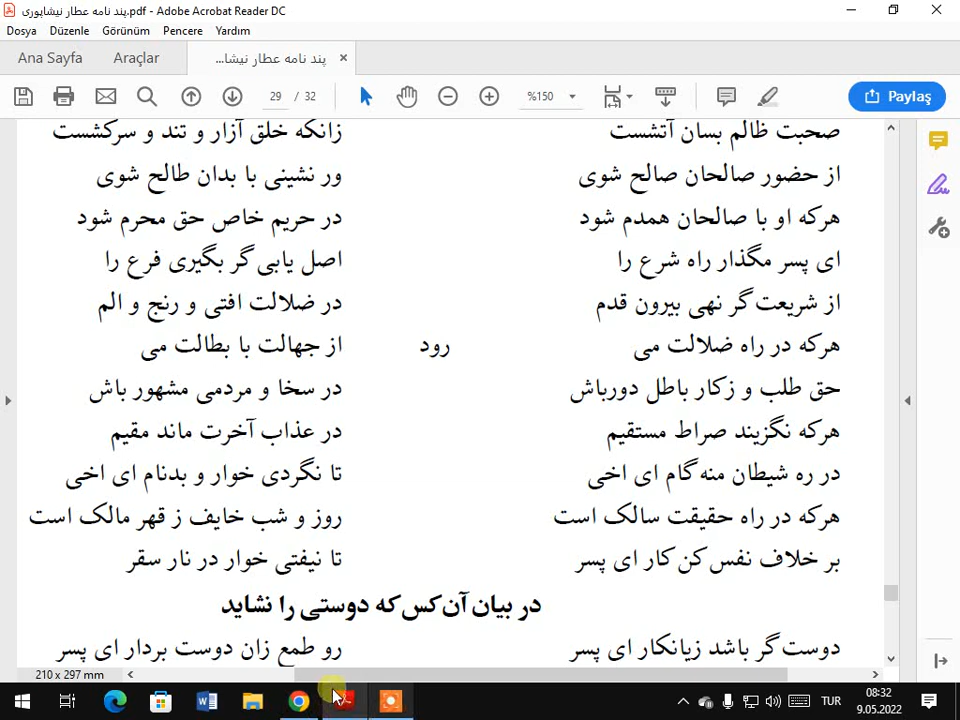 پند نامه عطار نیشاپوری.pdf - Adobe Acrobat Reader DC
Dosya Düzenle Görünüm Pencere Yardım
Ana Sayfa Araçlar پند نامه عطار نیشا...
29 / 32 %150 Paylaş
صحبت ظالم بسان آتشست زانکه خلق آزار و تند و سرکشست
از حضور صالحان صالح شوی ور نشینی با بدان طالح شوی
هرکه او با صالحان همدم شود در حریم خاص حق محرم شود
ای پسر مگذار راه شرع را اصل یابی گر بگیری فرع را
از شریعت گر نهی بیرون قدم در ضلالت افتی و رنج و الم
هرکه در راه ضلالت می رود از جهالت با بطالت می
حق طلب و زکار باطل دورباش در سخا و مردمی مشهور باش
هرکه نگزیند صراط مستقیم در عذاب آخرت ماند مقیم
در ره شیطان منه گام ای اخی تا نگردی خوار و بدنام ای اخی
هرکه در راه حقیقت سالک است روز و شب خایف ز قهر مالک است
بر خلاف نفس کن کار ای پسر تا نیفتی خوار در نار سقر
در بیان آن کس که دوستی را نشاید
دوست گر باشد زیانکار ای پسر رو طمع زان دوست بردار ای پسر
210 x 297 mm
TUR
08:32
9.05.2022